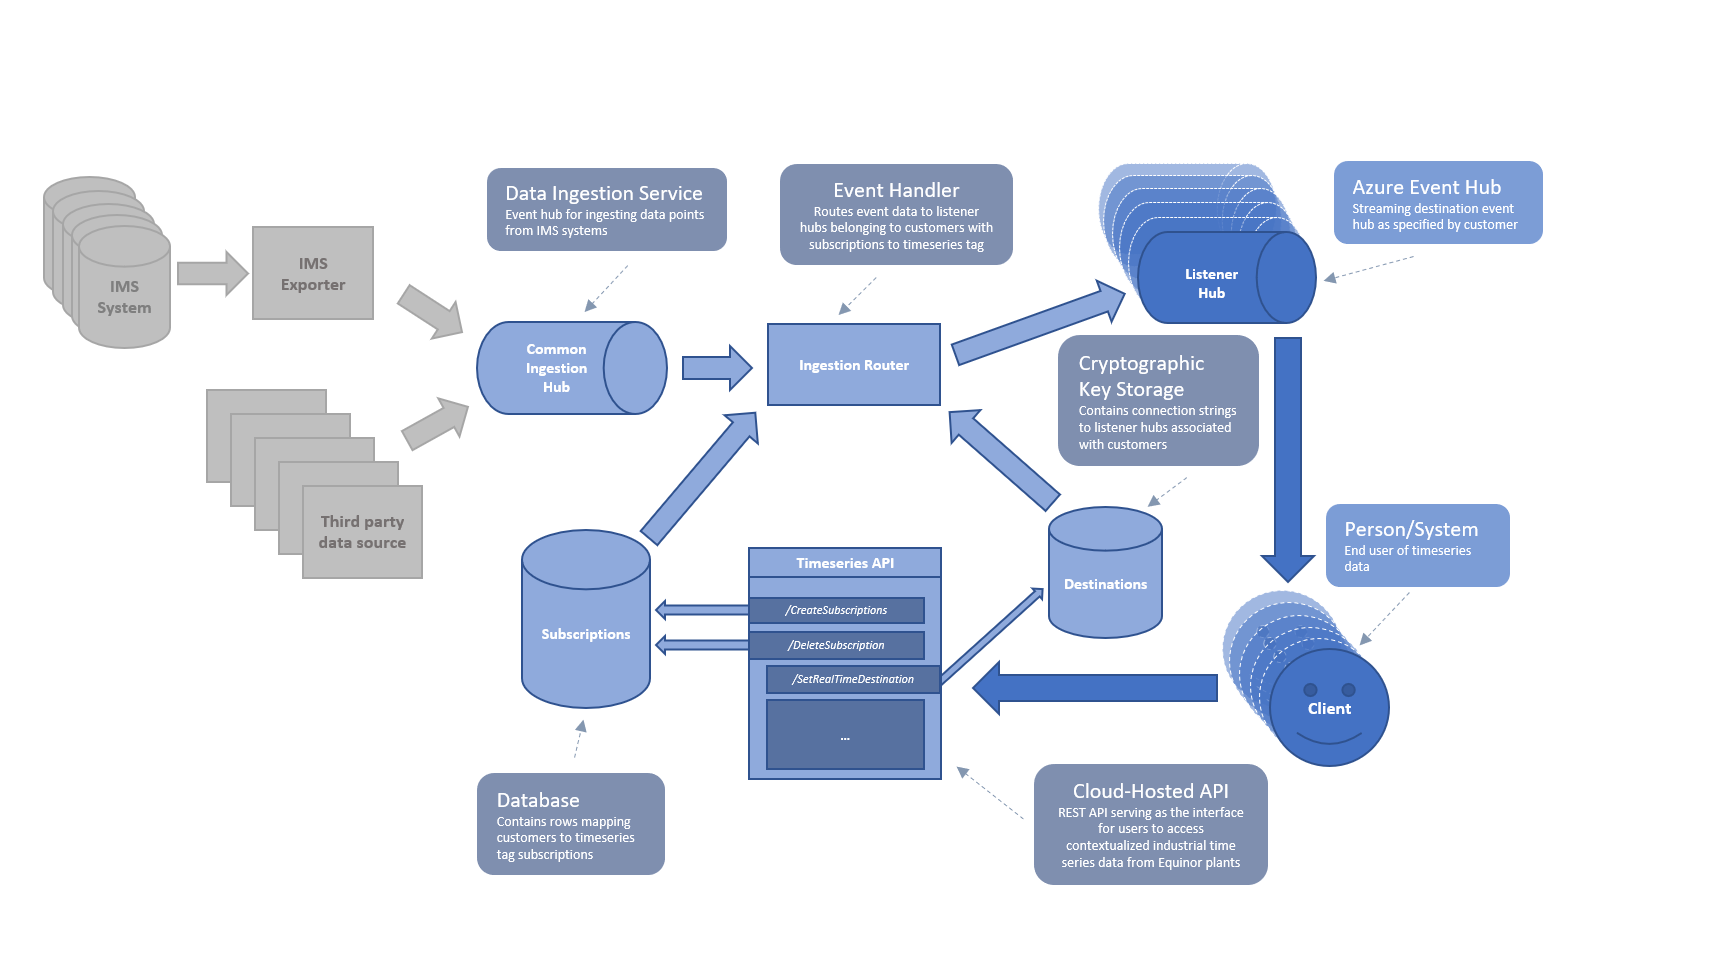 Data Ingestion Service
Event hub for ingesting data points
from IMS systems
Event Handler
Routes event data to listener
hubs belonging to customers with
subscriptions to timeseries tag
Azure Event Hub
Streaming destination event
hub as specified by customer
IMS
System
IMS
Exporter
Listener
Hub
Common
Ingestion
Hub
Ingestion Router
Cryptographic
Key Storage
Contains connection strings
to listener hubs associated
with customers
Third party
data source
Person/System
End user of timeseries
data
Subscriptions
Timeseries API
/CreateSubscriptions
/DeleteSubscription
/SetRealTimeDestination
...
Destinations
Client
Database
Contains rows mapping
customers to timeseries
tag subscriptions
Cloud-Hosted API
REST API serving as the interface
for users to access
contextualized industrial time
series data from Equinor plants